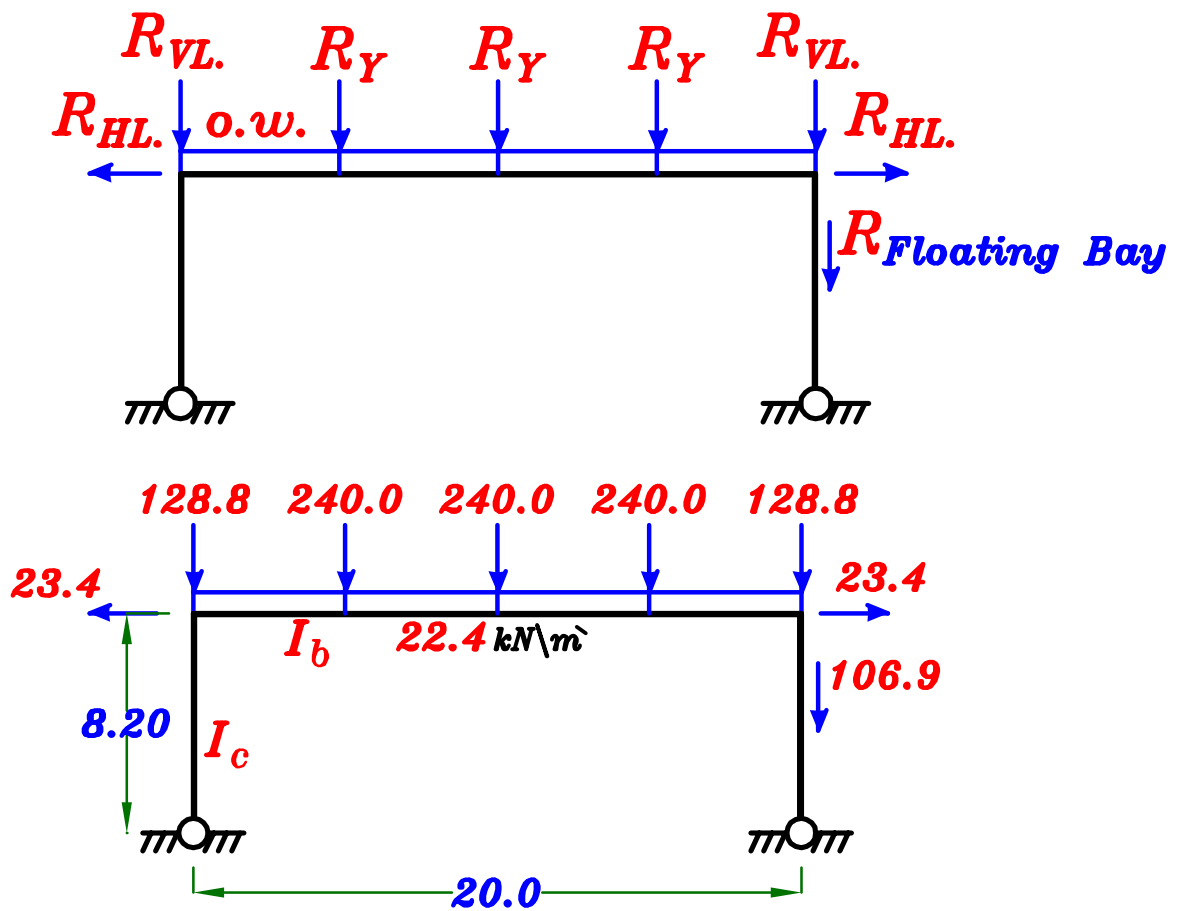 R_VL. R_Y R_Y R_Y R_VL.
R_HL. o.w. R_HL.
R_Floating Bay
128.8 240.0 240.0 240.0 128.8
23.4 23.4
I_b 22.4 kN\m`
106.9
8.20 I_c
20.0